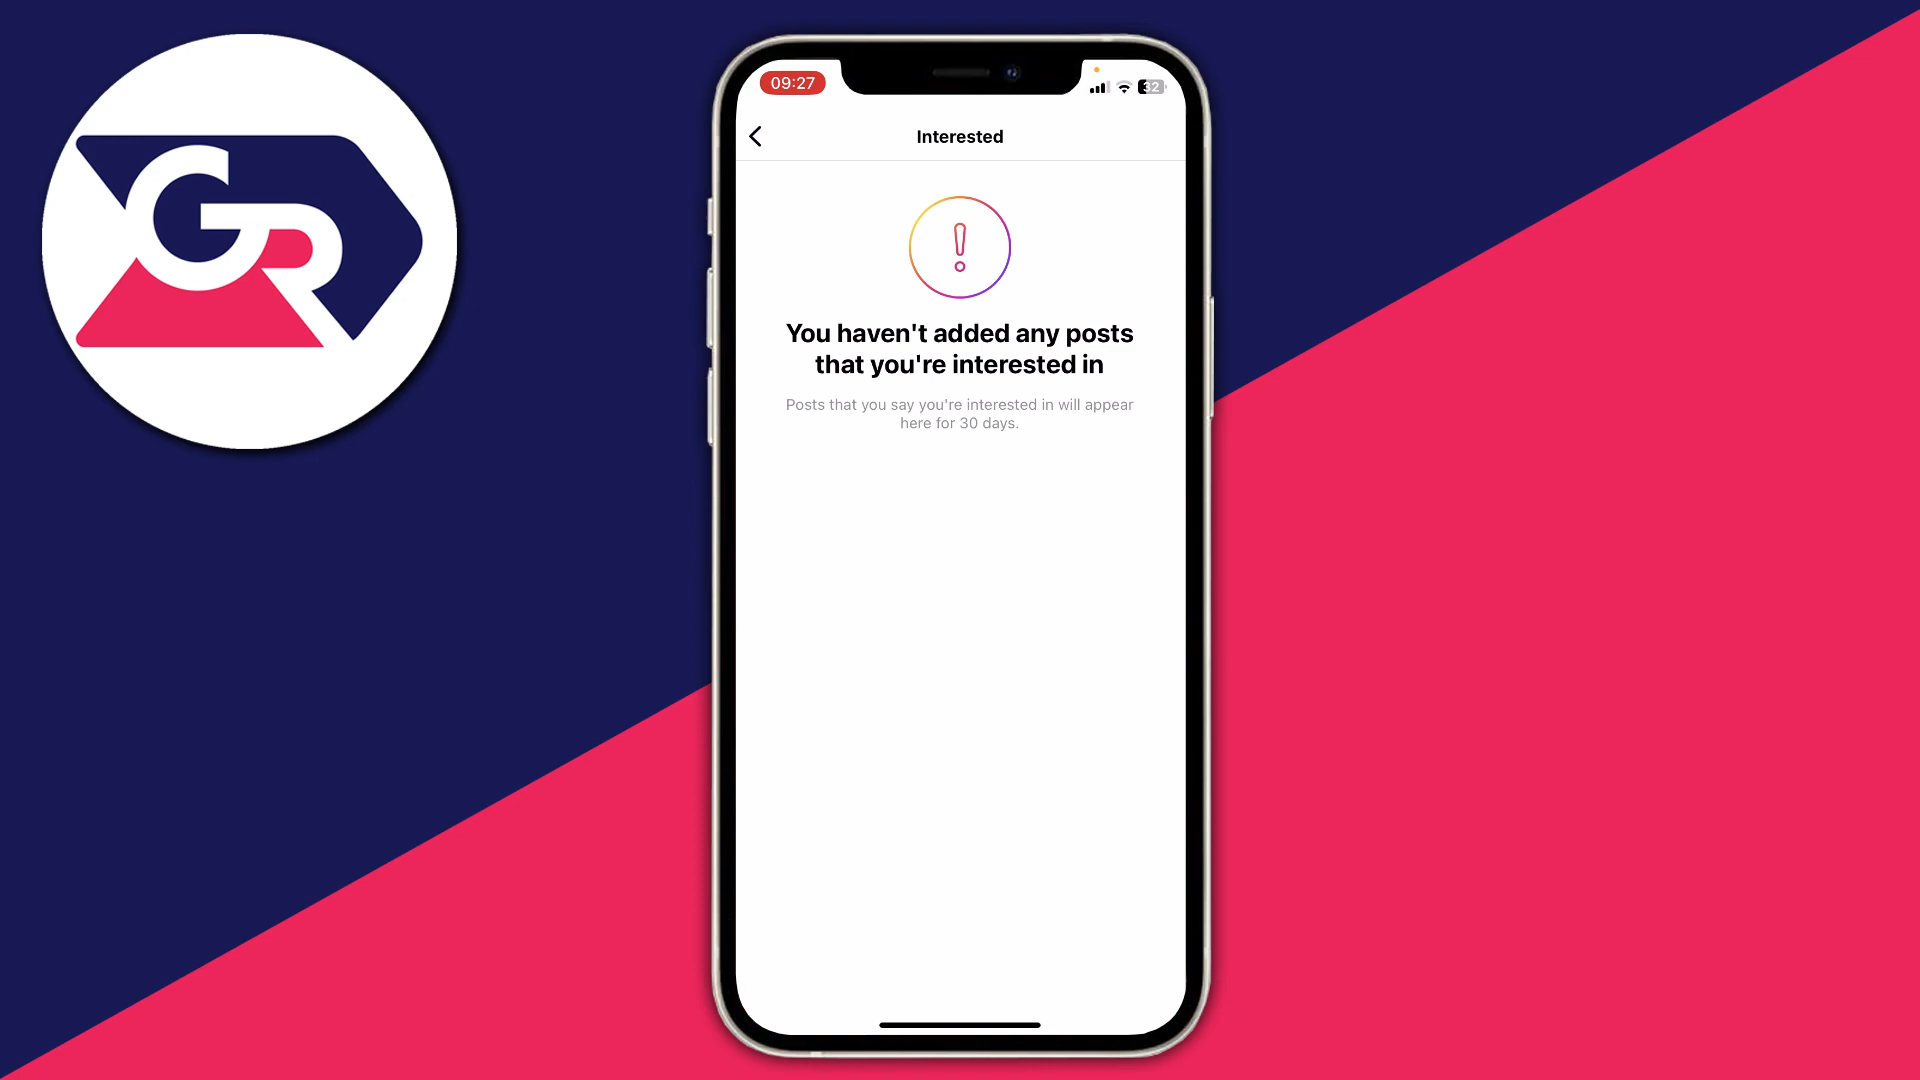 GR
09:27
32
Interested
You haven't added any posts
that you're interested in
Posts that you say you're interested in will appear
here for 30 days.